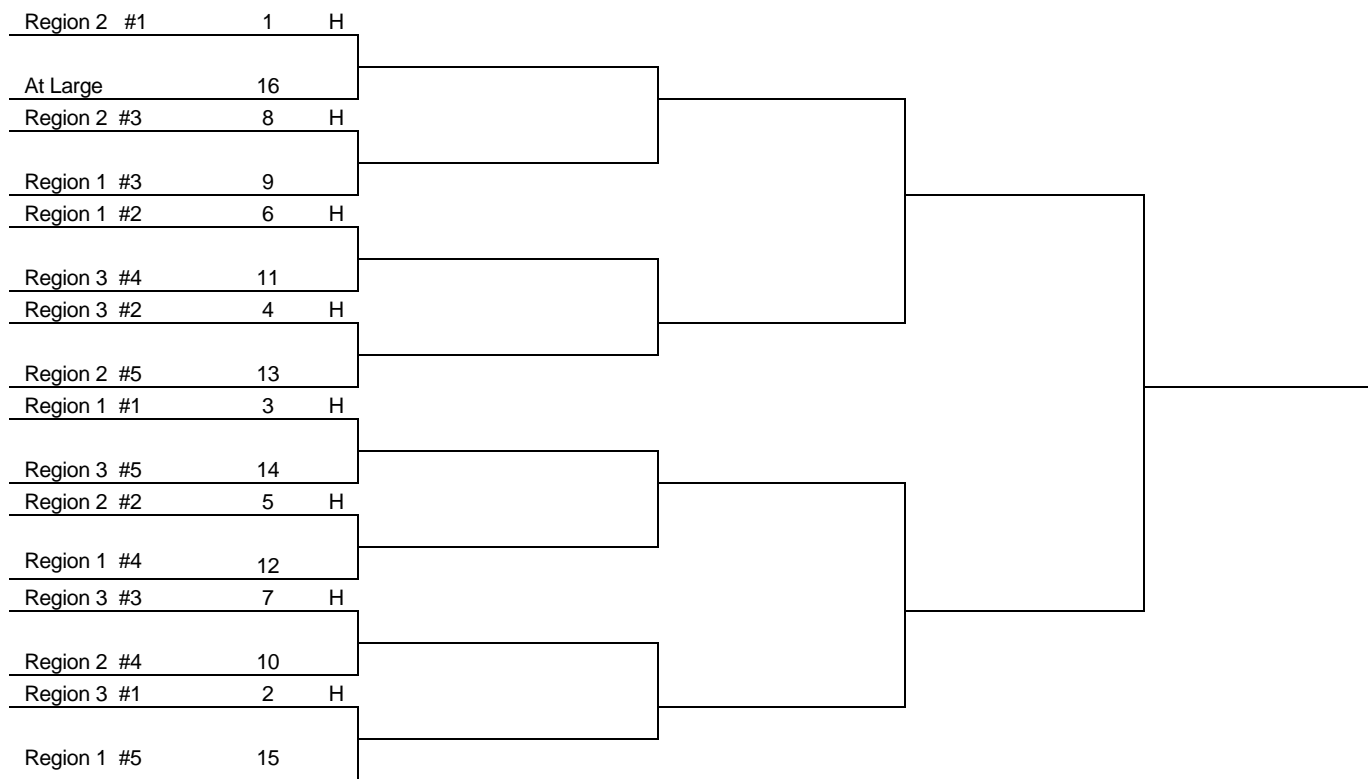 Region 2 #1 1 H
At Large 16
Region 2 #3 8 H
Region 1 #3 9
Region 1 #2 6 H
Region 3 #4 11
Region 3 #2 4 H
Region 2 #5 13
Region 1 #1 3 H
Region 3 #5 14
Region 2 #2 5 H
Region 1 #4 12
Region 3 #3 7 H
Region 2 #4 10
Region 3 #1 2 H
Region 1 #5 15